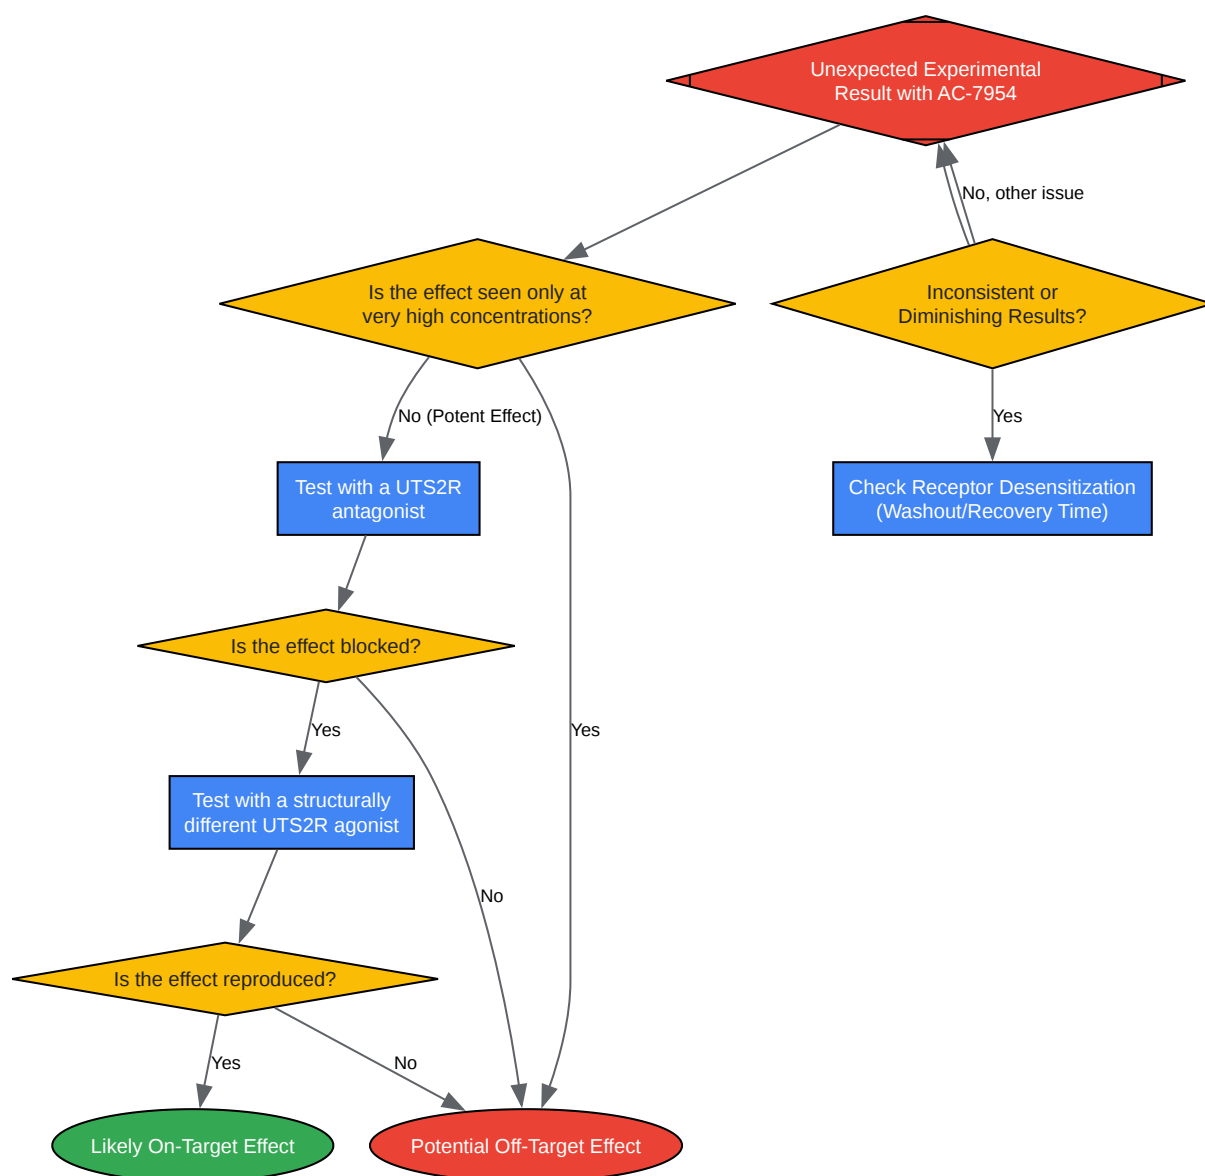 Unexpected Experimental
Result with AC-7954
No, other issue
Is the effect seen only at
very high concentrations?
Inconsistent or
Diminishing Results?
No (Potent Effect)
Yes
Test with a UTS2R
antagonist
Check Receptor Desensitization
(Washout/Recovery Time)
Is the effect blocked?
Yes
Yes
Test with a structurally
different UTS2R agonist
No
Is the effect reproduced?
Yes
No
Likely On-Target Effect
Potential Off-Target Effect